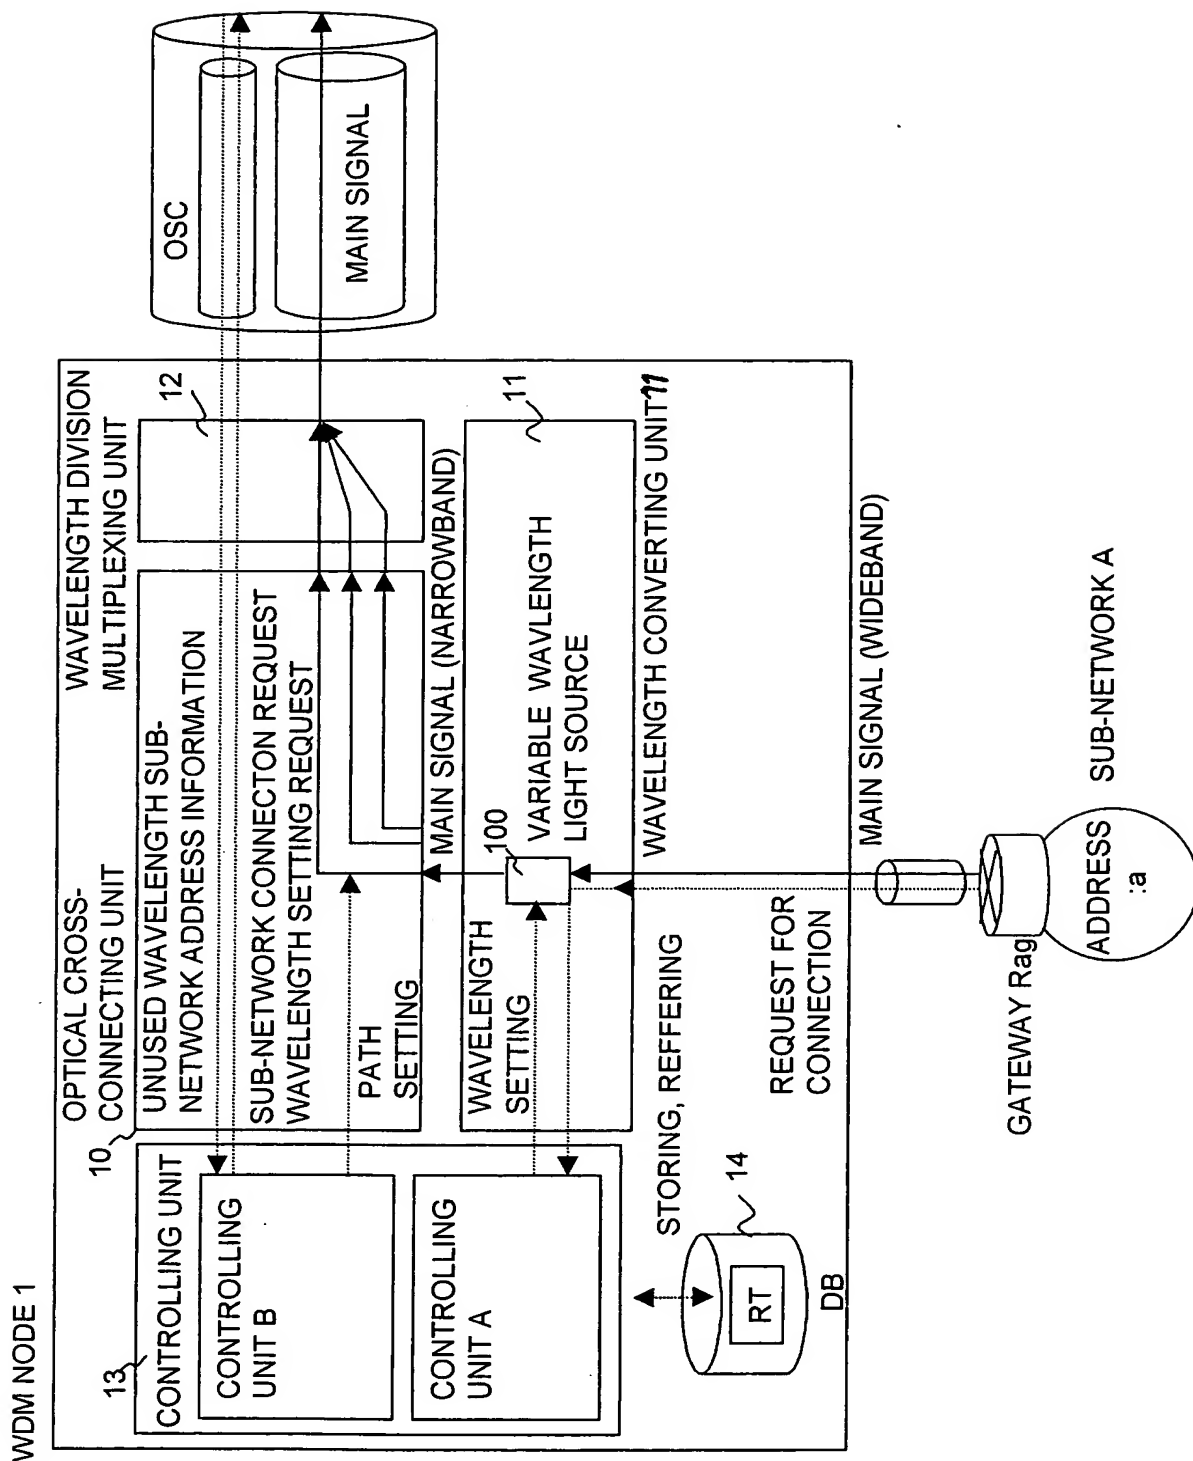 WDM NODE 1
OPTICAL CROSS-
CONNECTING UNIT
WAVELENGTH DIVISION
MULTIPLEXING UNIT
10
12
13
CONTROLLING UNIT
CONTROLLING
UNIT B
CONTROLLING
UNIT A
UNUSED WAVELENGTH SUB-
NETWORK ADDRESS INFORMATION
SUB-NETWORK CONNECTON REQUEST
WAVELENGTH SETTING REQUEST
PATH
SETTING
MAIN SIGNAL (NARROWBAND)
OSC
MAIN SIGNAL
WAVELENGTH
SETTING
100
VARIABLE WAVLENGTH
LIGHT SOURCE
11
WAVELENGTH CONVERTING UNIT 11
STORING, REFFERING
14
RT
DB
REQUEST FOR
CONNECTION
MAIN SIGNAL (WIDEBAND)
GATEWAY Rag
ADDRESS
:a
SUB-NETWORK A